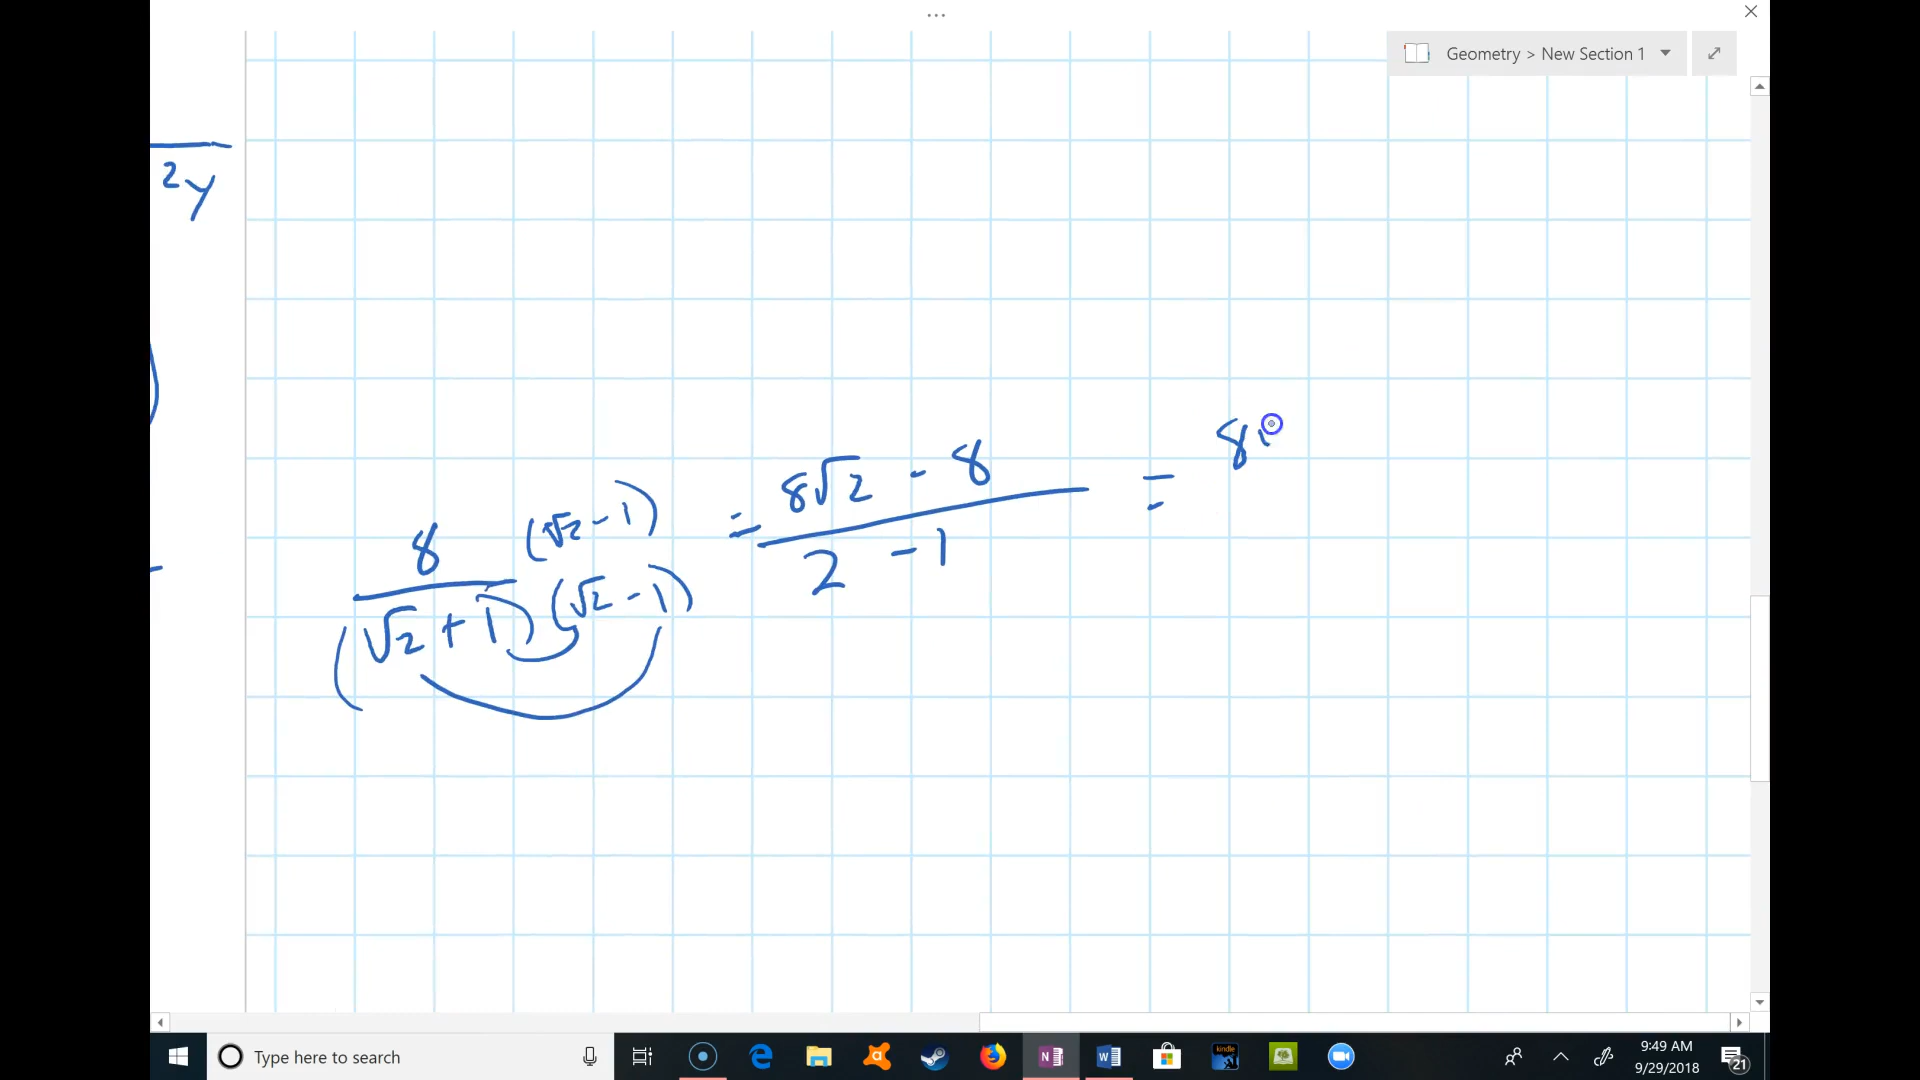 ...
Geometry > New Section 1
2y
8 (√2 - 1)
(√2 + 1) (√2 - 1)
= 8√2 - 8
2 - 1
= 8
Type here to search
kindle
9:49 AM
9/29/2018
21